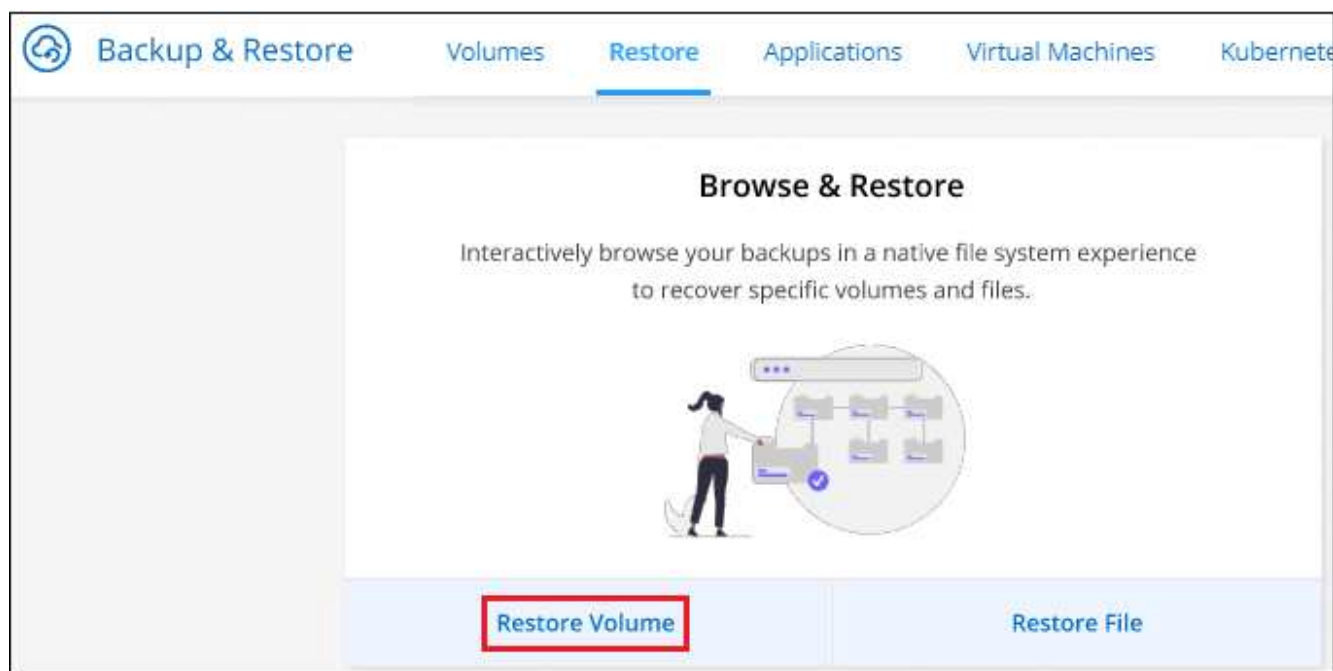 Backup & Restore Volumes Restore Applications Virtual Machines Kubernete
Browse & Restore
Interactively browse your backups in a native file system experience
to recover specific volumes and files.
Restore Volume Restore File